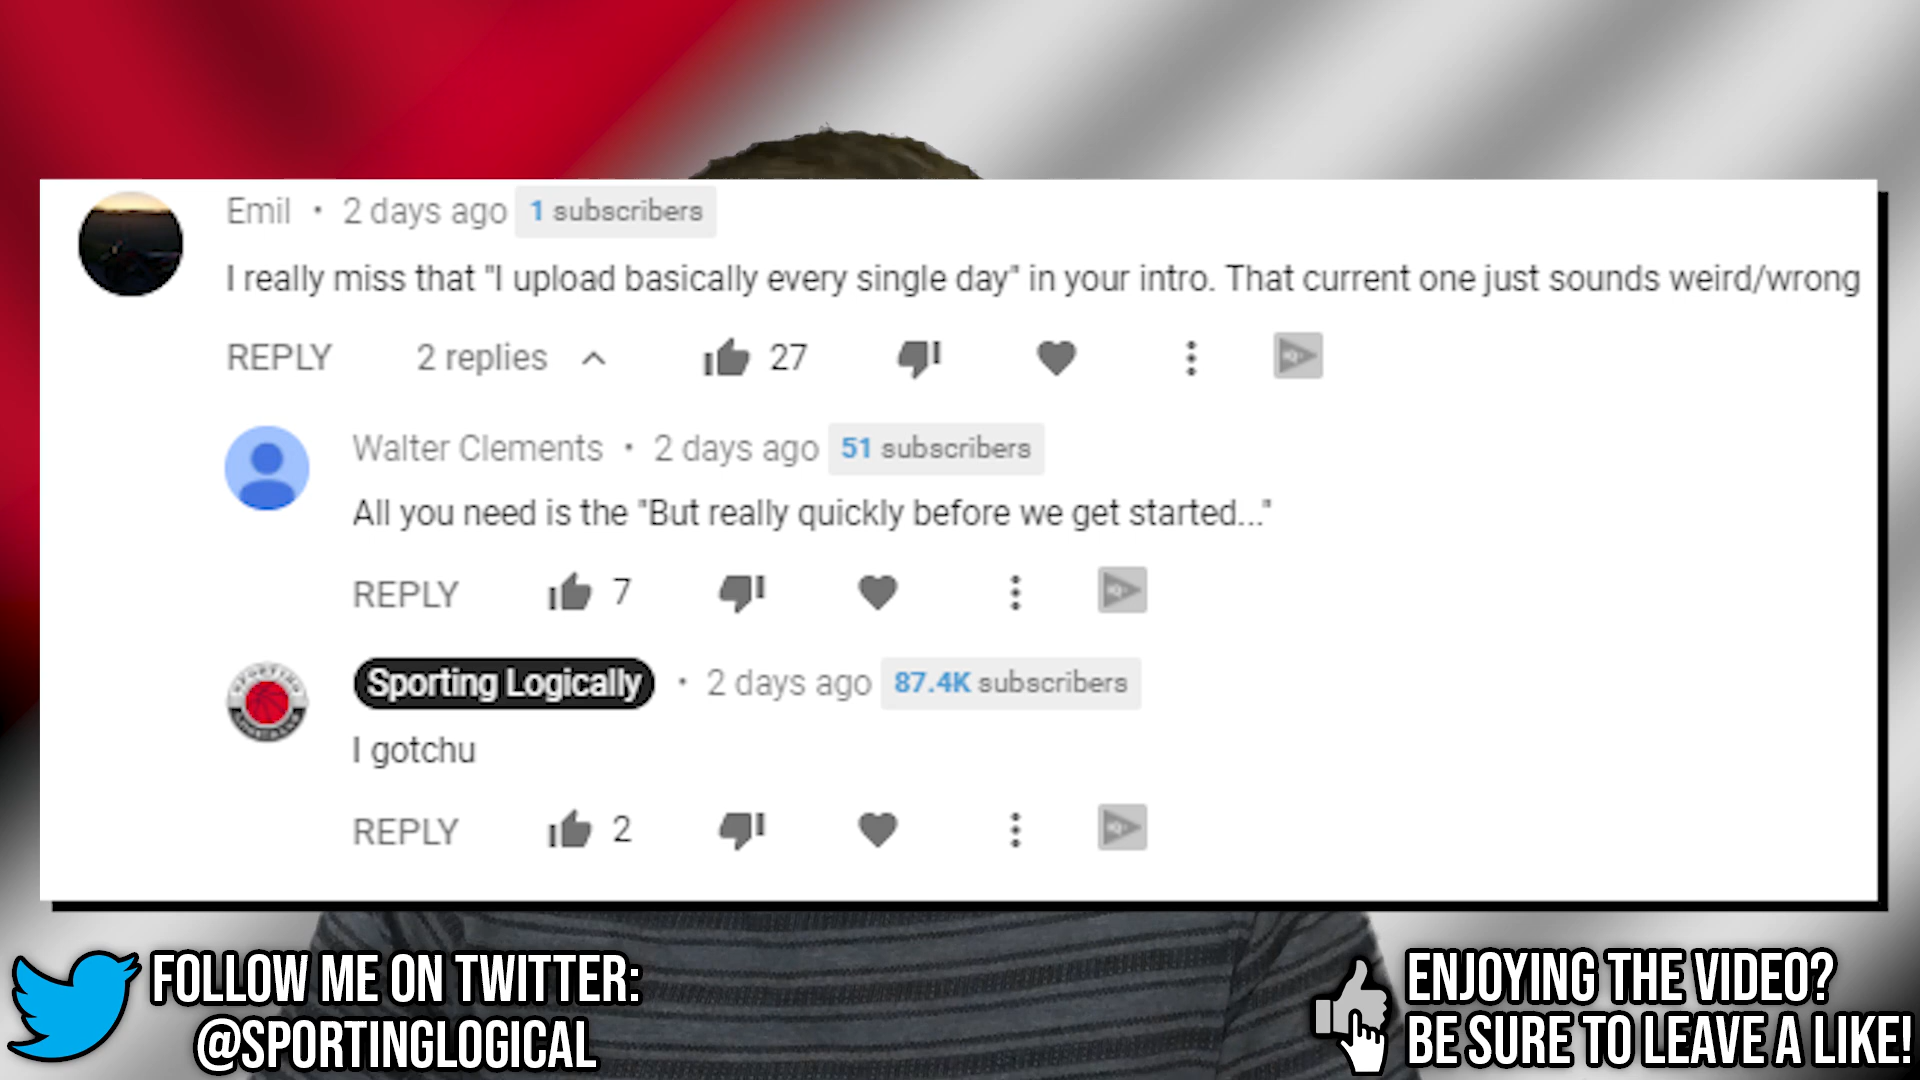 Emil • 2 days ago 1 subscribers
I really miss that "I upload basically every single day" in your intro. That current one just sounds weird/wrong
REPLY 2 replies 27
Walter Clements • 2 days ago 51 subscribers
All you need is the "But really quickly before we get started..."
REPLY 7
Sporting Logically • 2 days ago 87.4K subscribers
I gotchu
REPLY 2
FOLLOW ME ON TWITTER:
@SPORTINGLOGICAL
ENJOYING THE VIDEO?
BE SURE TO LEAVE A LIKE!